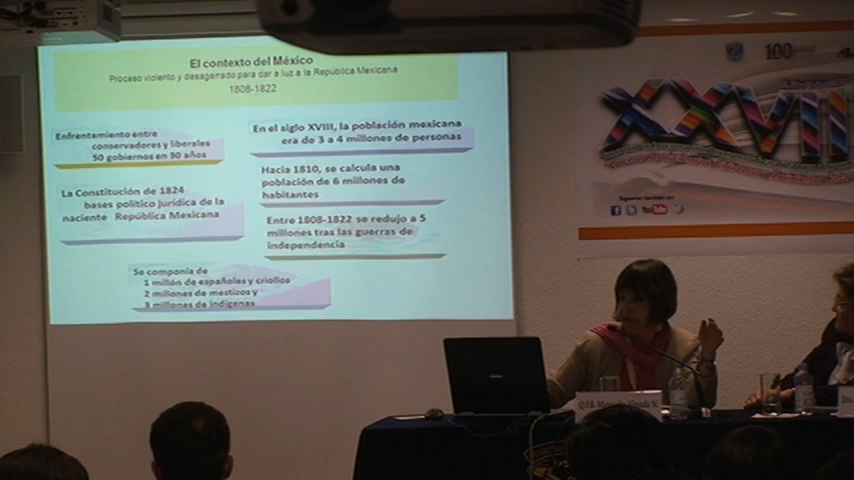 El contexto del México
Proceso violento y desgarrado para dar a luz a la República Mexicana
1808-1822
Enfrentamiento entre
conservadores y liberales
50 gobiernos en 30 años
La Constitución de 1824
bases político jurídica de la
naciente República Mexicana
En el siglo XVIII, la población mexicana
era de 3 a 4 millones de personas
Hacia 1810, se calcula una
población de 6 millones de
habitantes
Entre 1808-1822 se redujo a 5
millones tras las guerras de
independencia
Se componía de
1 millón de españoles y criollos
2 millones de mestizos y
3 millones de indígenas
100
XXVII
YouTube
Q.F.B.